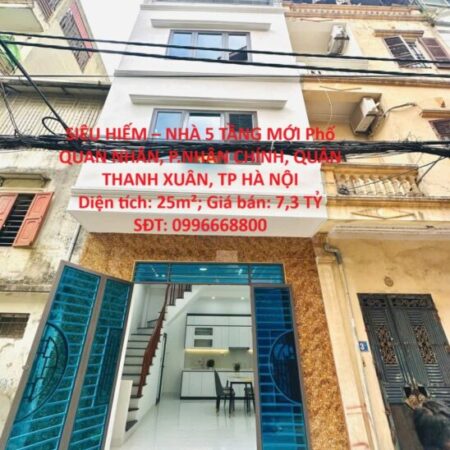 SIÊU HIẾM – NHÀ 5 TẦNG MỚI Phố
QUAN NHÂN, P.NHÂN CHÍNH, QUẬN
THANH XUÂN, TP HÀ NỘI
Diện tích: 25m²; Giá bán: 7,3 TỶ
SĐT: 0996668800